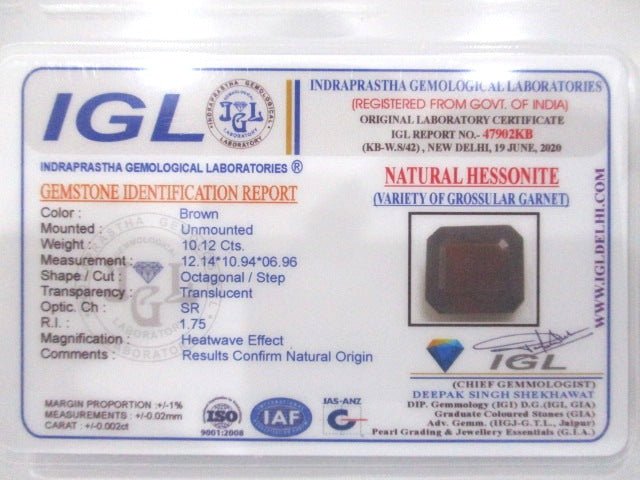 IGL
INDRAPRASTHA GEMOLOGICAL LABORATORIES ®
GEMSTONE IDENTIFICATION REPORT
Color : Brown
Mounted : Unmounted
Weight : 10.12 Cts.
Measurement : 12.14*10.94*06.96
Shape / Cut : Octagonal / Step
Transparency : Translucent
Optic. Ch : SR
R.I. : 1.75
Magnification : Heatwave Effect
Comments : Results Confirm Natural Origin
MARGIN PROPORTION :+/-1%
MEASUREMENTS : +/-0.02mm
CARAT : +/-0.002ct
ISO
9001:2008
IAF
JAS-ANZ
INDRAPRASTHA GEMOLOGICAL LABORATORIES
(REGISTERED FROM GOVT. OF INDIA)
ORIGINAL LABORATORY CERTIFICATE
IGL REPORT NO.- 47902KB
(KB-W.8/42) , NEW DELHI, 19 JUNE, 2020
NATURAL HESSONITE
(VARIETY OF GROSSULAR GARNET)
WWW.IGLDELHI.COM
IGL
(CHIEF GEMMOLOGIST)
DEEPAK SINGH SHEKHAWAT
DIP. Gemmology (IGI) D.G.(IGL, GIA)
Graduate Coloured Stones (GIA)
Adv. Gemm. (IIGJ-G.T.L., Jaipur)
Pearl Grading & Jewellery Essentials (G.I.A.)